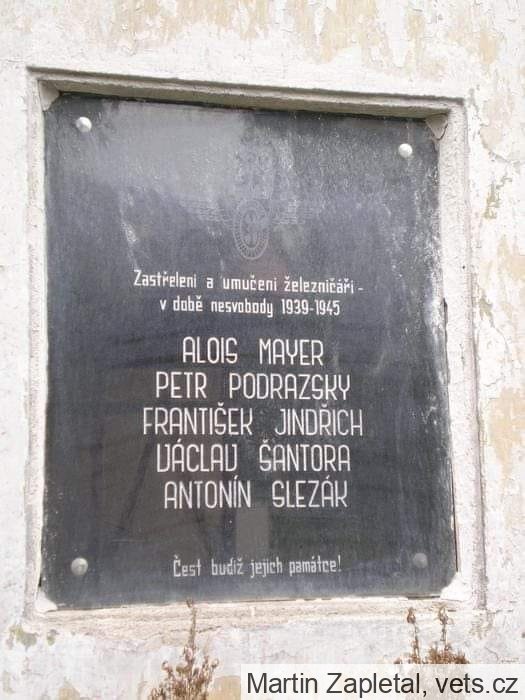 Zastřeleni a umučeni železničáři -
v době nesvobody 1939-1945
ALOIS MAYER
PETR PODRAZSKY
FRANTIŠEK JINDŘICH
VÁCLAV ŠANTORA
ANTONÍN SLEZÁK
Čest budiž jejich památce!
Martin Zapletal, vets.cz